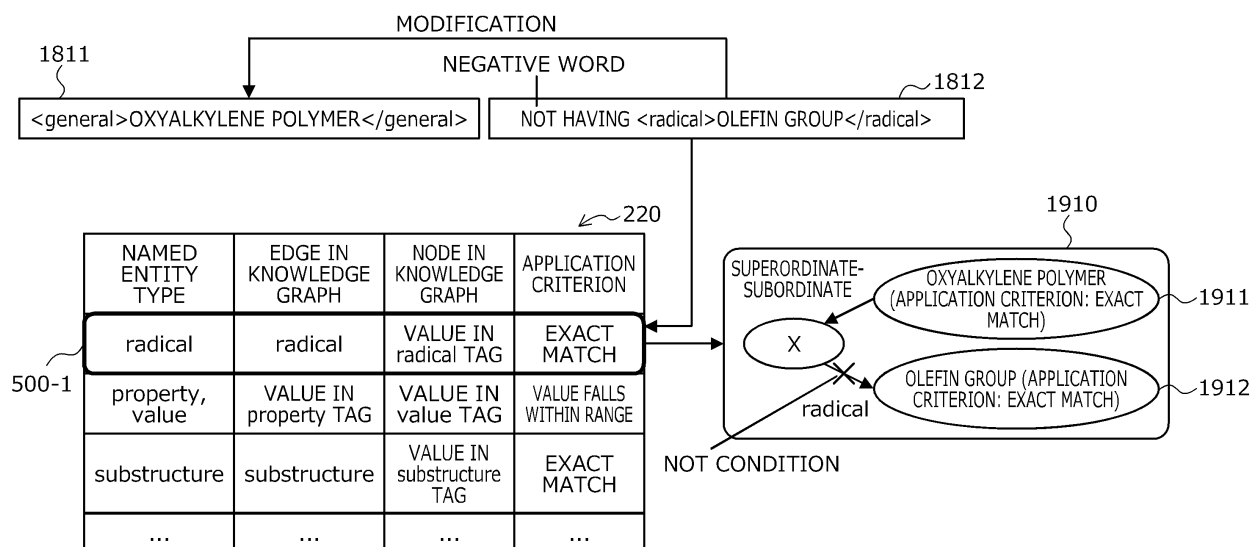 MODIFICATION
1811
NEGATIVE WORD
1812
<general>OXYALKYLENE POLYMER</general>
NOT HAVING <radical>OLEFIN GROUP</radical>
220
NAMED
ENTITY
TYPE
EDGE IN
KNOWLEDGE
GRAPH
NODE IN
KNOWLEDGE
GRAPH
APPLICATION
CRITERION
radical
radical
VALUE IN
radical TAG
EXACT
MATCH
500-1
property,
value
VALUE IN
property TAG
VALUE IN
value TAG
VALUE FALLS
WITHIN RANGE
substructure
substructure
VALUE IN
substructure
TAG
EXACT
MATCH
...
...
...
...
1910
SUPERORDINATE-
SUBORDINATE
OXYALKYLENE POLYMER
(APPLICATION CRITERION: EXACT
MATCH)
1911
X
OLEFIN GROUP (APPLICATION
CRITERION: EXACT MATCH)
1912
radical
NOT CONDITION